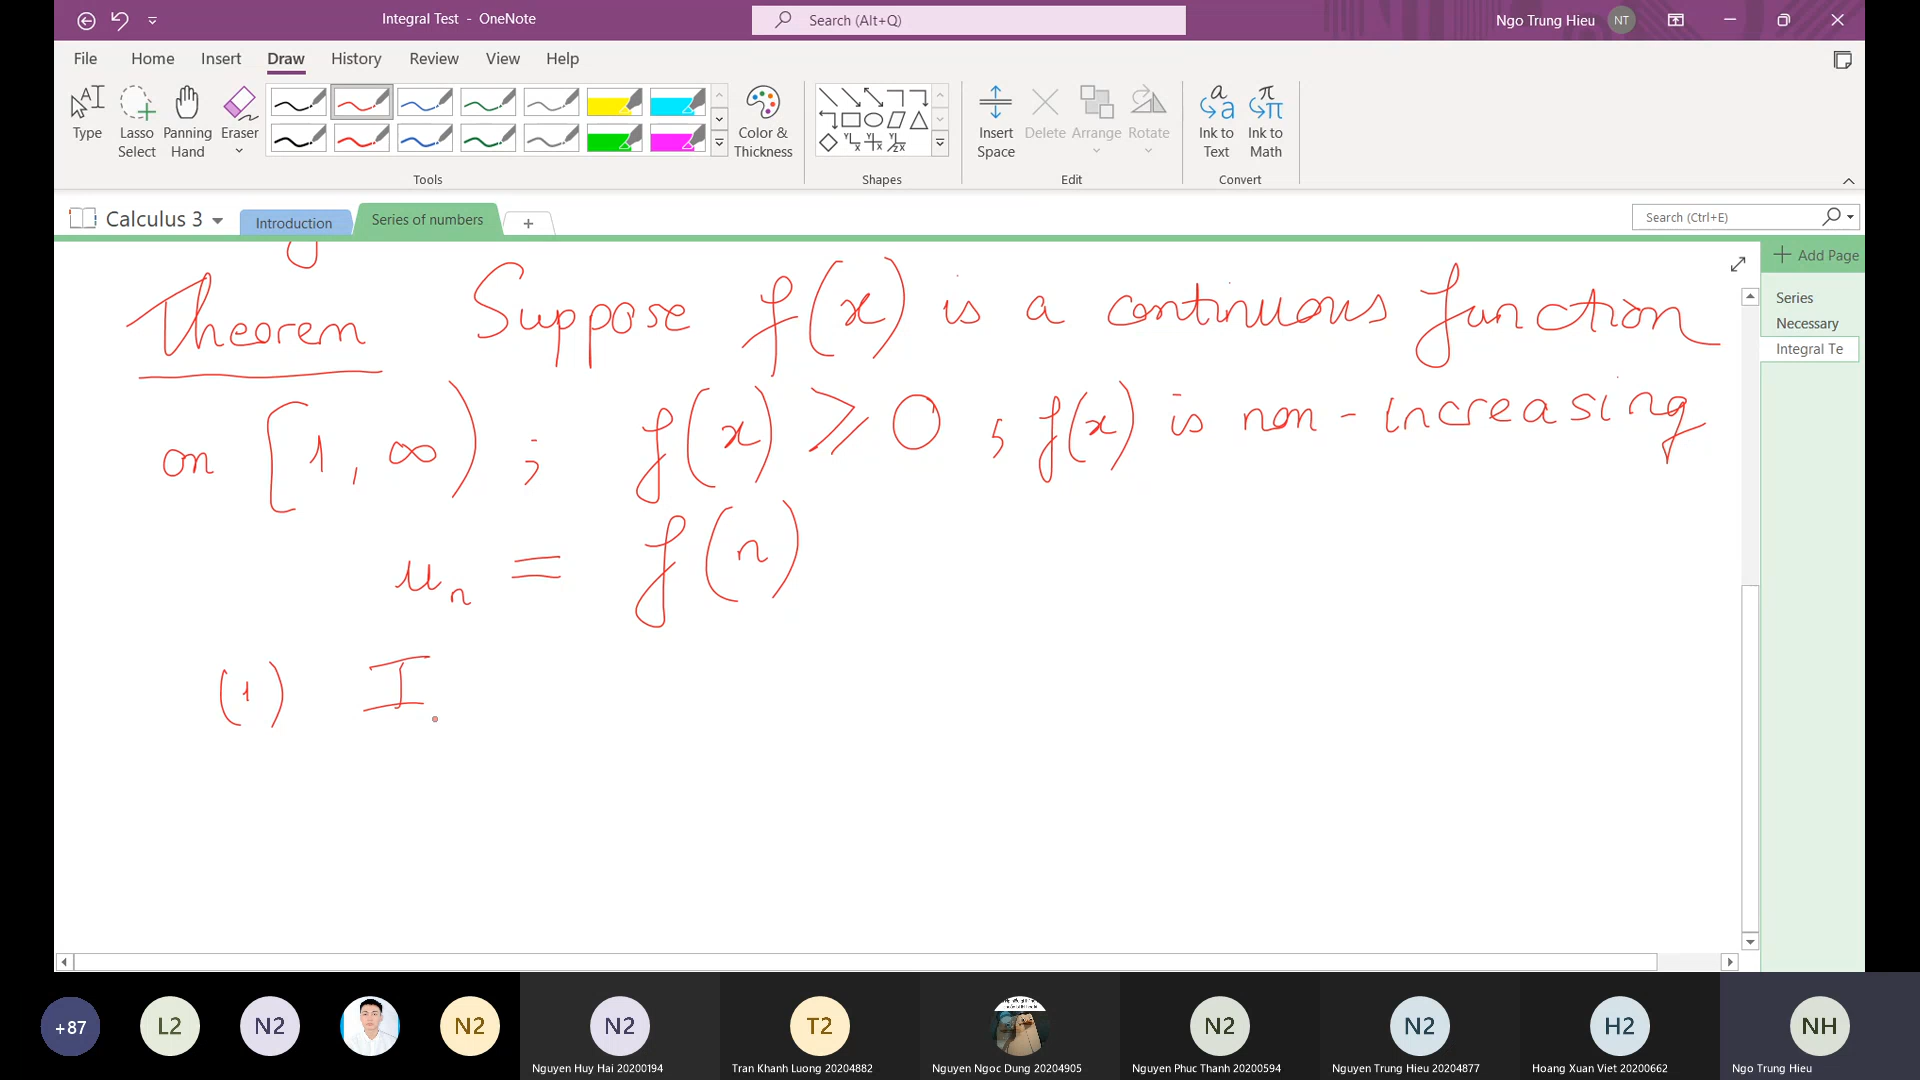 Integral Test - OneNote
Search (Alt+Q)
Ngo Trung Hieu NT
File Home Insert Draw History Review View Help
Type
Lasso Select
Panning Hand
Eraser
Color & Thickness
Insert Space
Delete
Arrange
Rotate
Ink to Text
Ink to Math
Tools
Shapes
Edit
Convert
Calculus 3
Introduction
Series of numbers
+
Search (Ctrl+E)
Add Page
Series
Necessary
Integral Te
Theorem Suppose f(x) is a continuous function
on [1, ∞) ; f(x) ⩾ 0 , f(x) is non-increasing
u_n = f(n)
(1) I
+87
L2
N2
N2
N2
Nguyen Huy Hai 20200194
T2
Tran Khanh Luong 20204882
Nguyen Ngoc Dung 20204905
N2
Nguyen Phuc Thanh 20200594
N2
Nguyen Trung Hieu 20204877
H2
Hoang Xuan Viet 20200662
NH
Ngo Trung Hieu